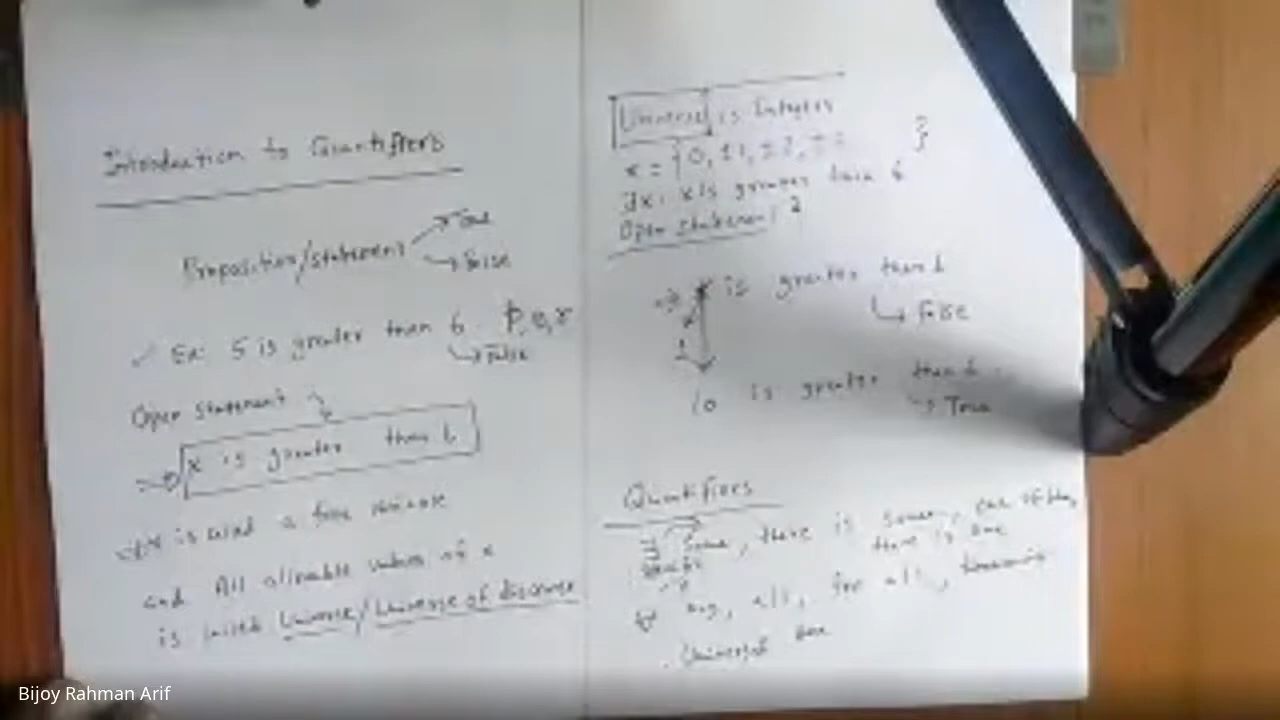 Introduction to Quantifiers
Proposition/statement → True
→ False
✓ Ex: 5 is greater than 6. p, q, r
→ False
Open statement
x is greater than 6
x is called a free variable
and All allowable values of x
is called Universe/Universe of discourse
Universe is Integers
x = {0, ±1, ±2, ±3 }
∃x: x is greater than 6
Open statement
x is greater than 6
→ False
10 is greater than 6
→ True
Quantifiers
∃ Some, there is some,
there is one
∀ any, all, for all,
Universal
Bijoy Rahman Arif